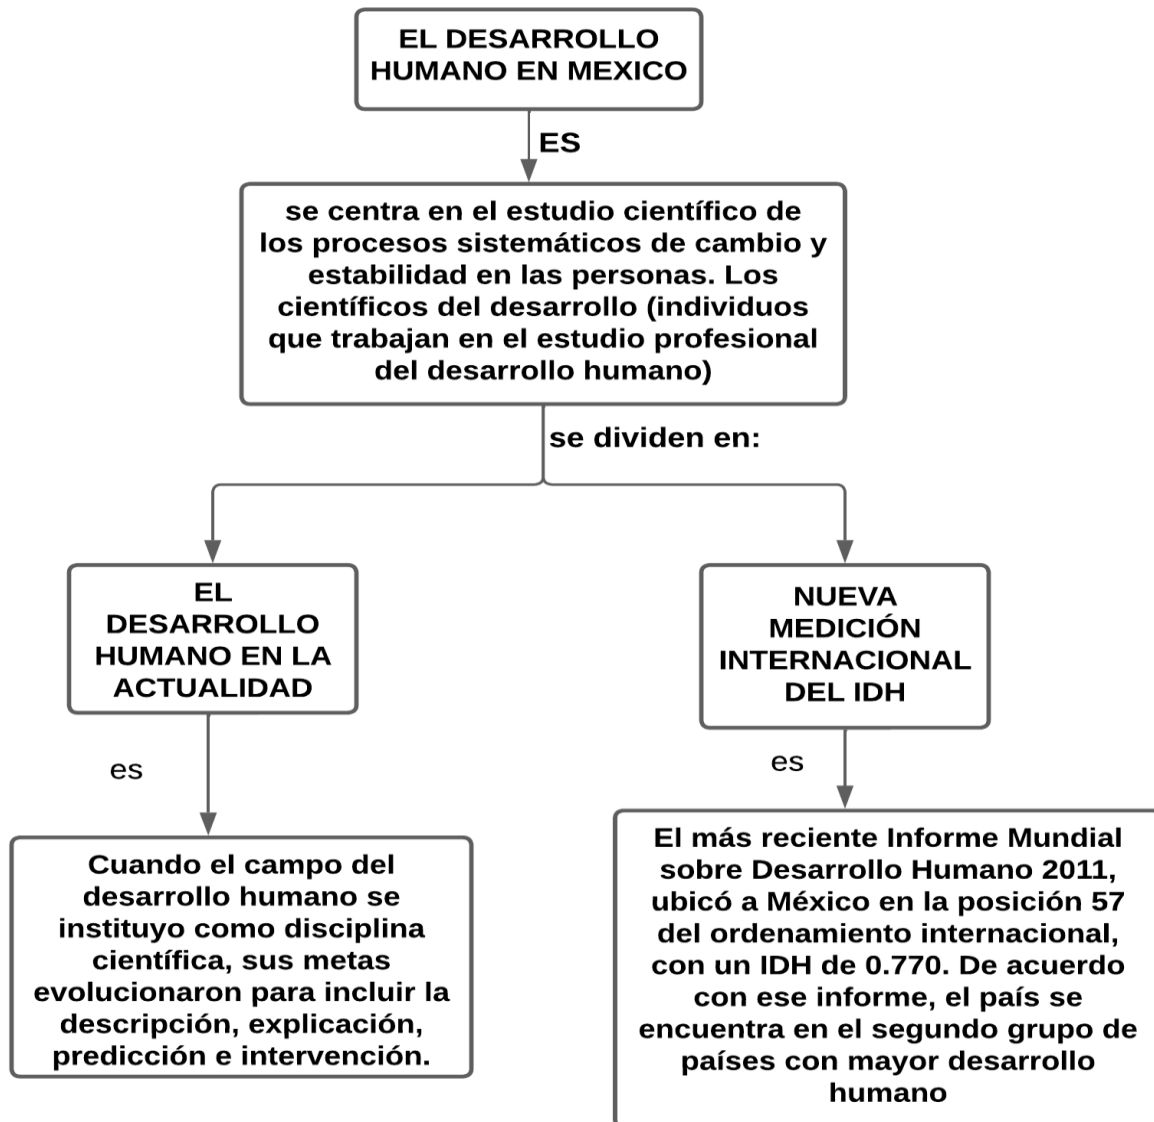 EL DESARROLLO
HUMANO EN MEXICO
ES
se centra en el estudio científico de
los procesos sistemáticos de cambio y
estabilidad en las personas. Los
científicos del desarrollo (individuos
que trabajan en el estudio profesional
del desarrollo humano)
se dividen en:
EL
DESARROLLO
HUMANO EN LA
ACTUALIDAD
es
Cuando el campo del
desarrollo humano se
instituyo como disciplina
científica, sus metas
evolucionaron para incluir la
descripción, explicación,
predicción e intervención.
NUEVA
MEDICIÓN
INTERNACIONAL
DEL IDH
es
El más reciente Informe Mundial
sobre Desarrollo Humano 2011,
ubicó a México en la posición 57
del ordenamiento internacional,
con un IDH de 0.770. De acuerdo
con ese informe, el país se
encuentra en el segundo grupo de
países con mayor desarrollo
humano